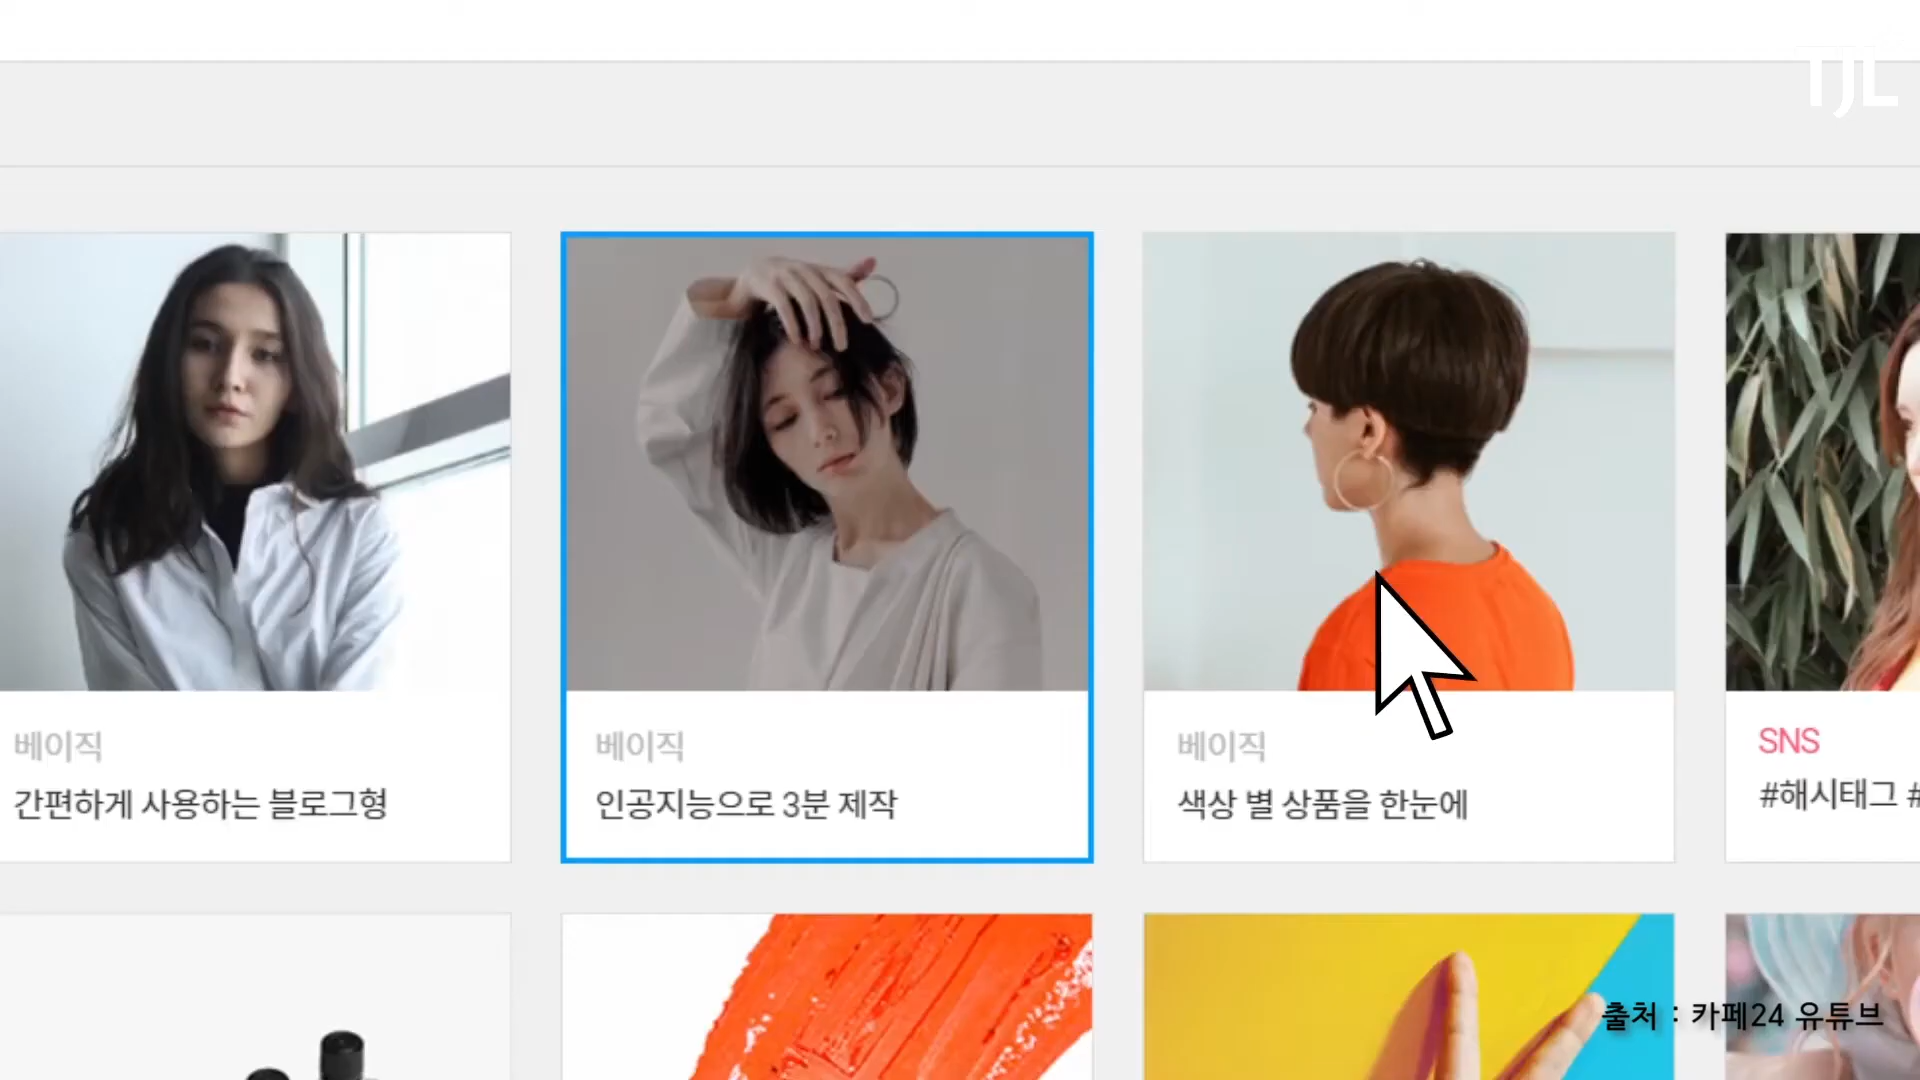 TJL
베이직
간편하게 사용하는 블로그형
베이직
인공지능으로 3분 제작
베이직
색상 별 상품을 한눈에
SNS
#해시태그 #
출처 : 카페24 유튜브